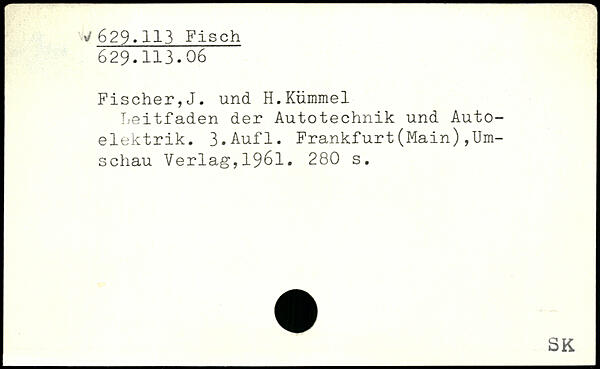 629.113 Fisch
629.113.06
Fischer,J. und H.Kümmel
Leitfaden der Autotechnik und Auto-
elektrik. 3.Aufl. Frankfurt(Main),Um-
schau Verlag,1961. 280 s.
SK